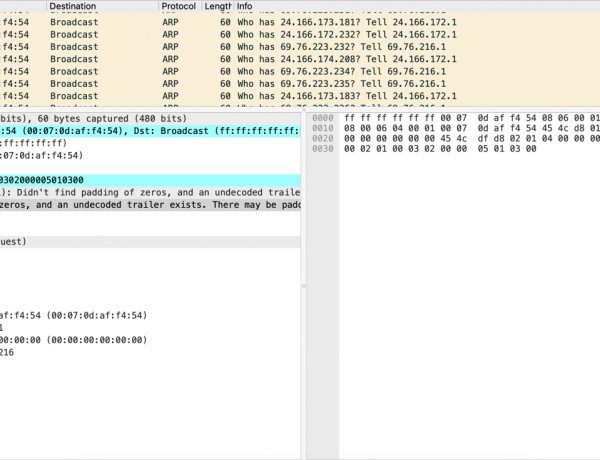 Destination Protocol Length Info
:f4:54 Broadcast ARP 60 Who has 24.166.173.181? Tell 24.166.172.1
:f4:54 Broadcast ARP 60 Who has 24.166.172.232? Tell 24.166.172.1
:f4:54 Broadcast ARP 60 Who has 69.76.223.232? Tell 69.76.216.1
:f4:54 Broadcast ARP 60 Who has 24.166.174.208? Tell 24.166.172.1
:f4:54 Broadcast ARP 60 Who has 69.76.223.234? Tell 69.76.216.1
:f4:54 Broadcast ARP 60 Who has 69.76.223.235? Tell 69.76.216.1
:f4:54 Broadcast ARP 60 Who has 24.166.173.183? Tell 24.166.172.1
bits), 60 bytes captured (480 bits)
:54 (00:07:0d:af:f4:54), Dst: Broadcast (ff:ff:ff:ff:ff:
:ff:ff:ff:ff)
:07:0d:af:f4:54)
0302000005010300
): Didn't find padding of zeros, and an undecoded traile
zeros, and an undecoded trailer exists. There may be padd
uest)
af:f4:54 (00:07:0d:af:f4:54)
1
00:00:00 (00:00:00:00:00:00)
216
0000 ff ff ff ff ff ff 00 07 0d af f4 54 08 06 00 01
0010 08 00 06 04 00 01 00 07 0d af f4 54 45 4c d8 01
0020 00 00 00 00 00 00 45 4c df d8 02 01 04 00 00 00
0030 00 02 01 00 03 02 00 00 05 01 03 00